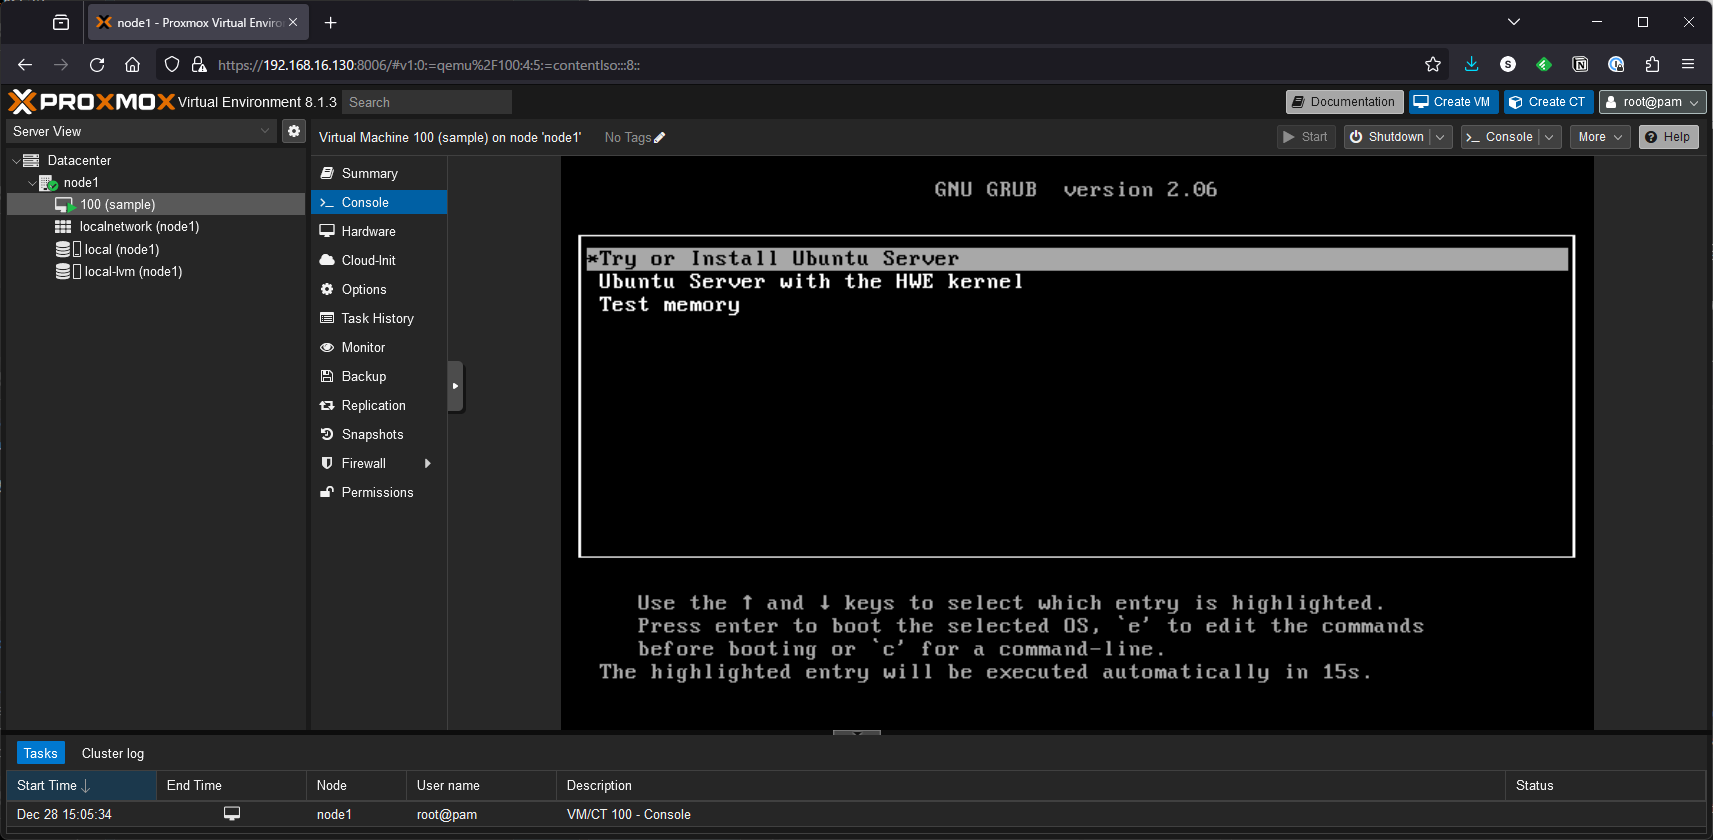 node1 - Proxmox Virtual Enviro
https://192.168.16.130:8006/#v1:0:=qemu%2F100:4:5:=contentIso:::8::
PROXMOX Virtual Environment 8.1.3 Search
Documentation Create VM Create CT root@pam
Server View
Virtual Machine 100 (sample) on node 'node1' No Tags
Start Shutdown Console More Help
Datacenter
node1
100 (sample)
localnetwork (node1)
local (node1)
local-lvm (node1)
Summary
Console
Hardware
Cloud-Init
Options
Task History
Monitor
Backup
Replication
Snapshots
Firewall
Permissions
GNU GRUB version 2.06
*Try or Install Ubuntu Server
Ubuntu Server with the HWE kernel
Test memory
Use the ↑ and ↓ keys to select which entry is highlighted.
Press enter to boot the selected OS, `e' to edit the commands
before booting or `c' for a command-line.
The highlighted entry will be executed automatically in 15s.
Tasks Cluster log
Start Time ↓ End Time Node User name Description Status
Dec 28 15:05:34 node1 root@pam VM/CT 100 - Console